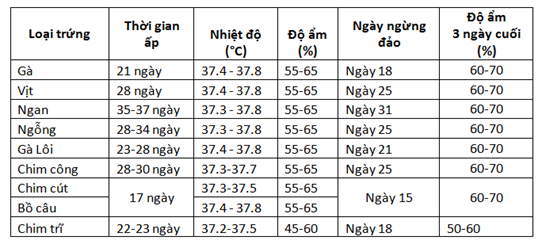 Loại trứng Thời gian ấp Nhiệt độ (°C) Độ ẩm (%) Ngày ngừng đảo Độ ẩm 3 ngày cuối (%)
Gà 21 ngày 37.4 - 37.8 55-65 Ngày 18 60-70
Vịt 28 ngày 37.4 - 37.8 55-65 Ngày 25 60-70
Ngan 35-37 ngày 37.3 - 37.8 55-65 Ngày 31 60-70
Ngỗng 28-34 ngày 37.3 - 37.8 55-65 Ngày 25 60-70
Gà Lôi 23-28 ngày 37.4 - 37.8 55-65 Ngày 21 60-70
Chim công 28-30 ngày 37.3-37.7 55-65 Ngày 25 60-70
Chim cút 17 ngày 37.3-37.5 55-65 Ngày 15 60-70
Bồ câu 37.4 - 37.8 55-65
Chim trĩ 22-23 ngày 37.2-37.5 45-60 Ngày 18 50-60